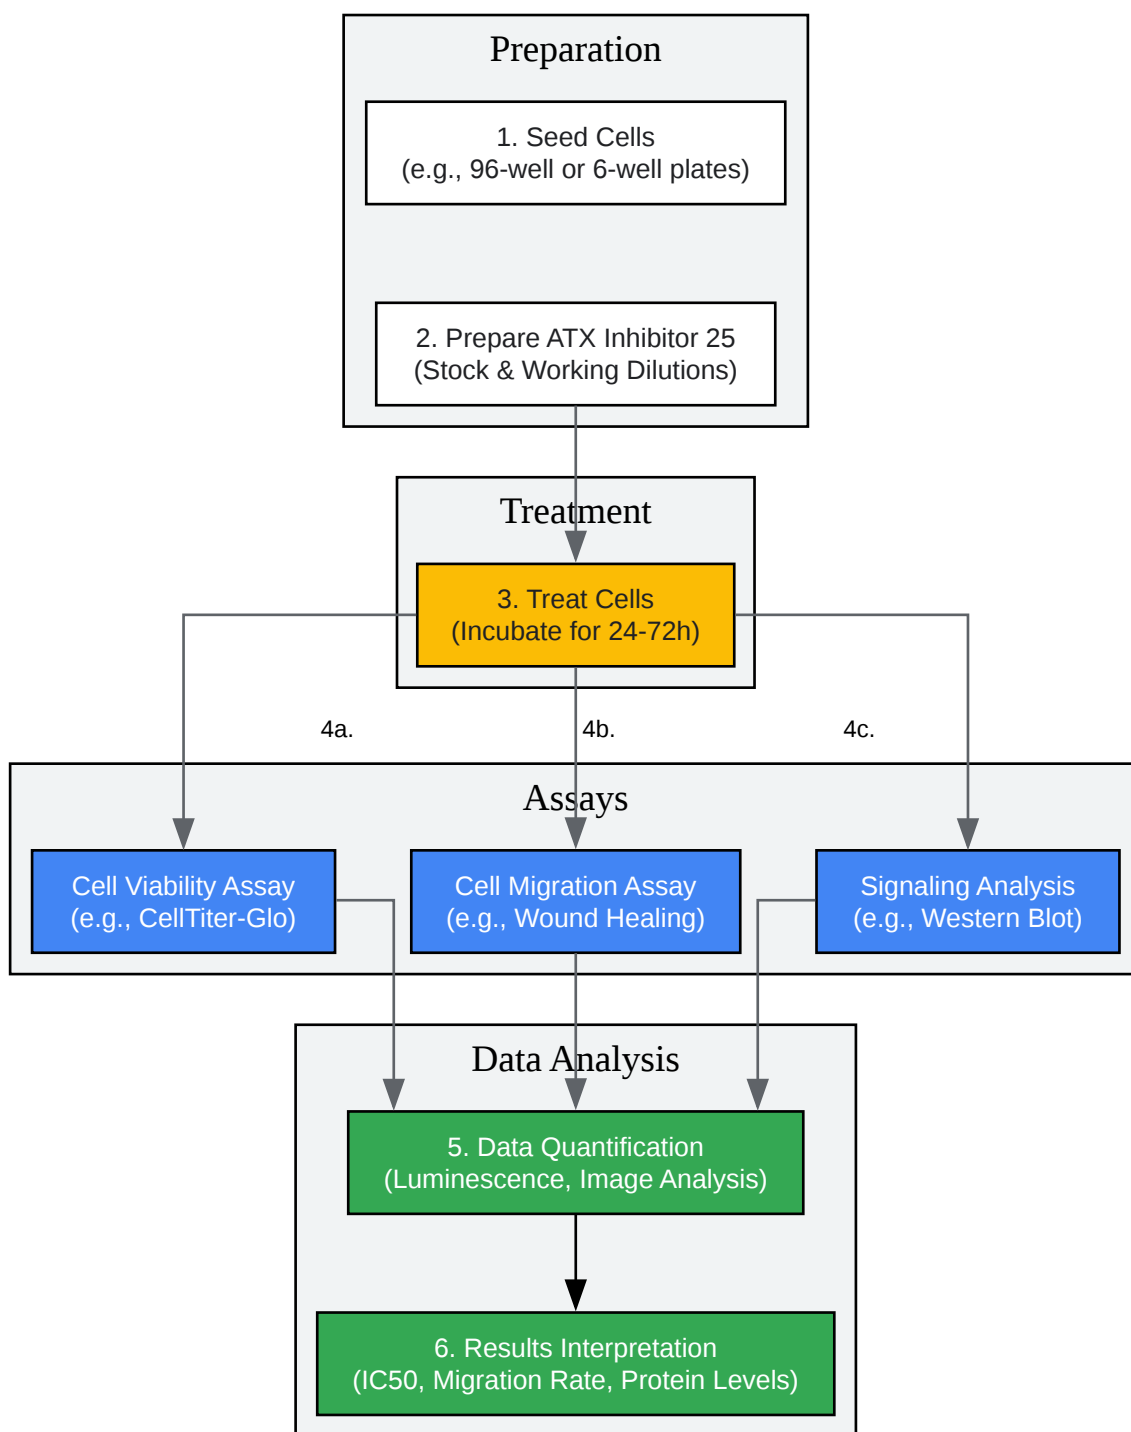 Preparation
1. Seed Cells
(e.g., 96-well or 6-well plates)
2. Prepare ATX Inhibitor 25
(Stock & Working Dilutions)
Treatment
3. Treat Cells
(Incubate for 24-72h)
4a.
4b.
4c.
Assays
Cell Viability Assay
(e.g., CellTiter-Glo)
Cell Migration Assay
(e.g., Wound Healing)
Signaling Analysis
(e.g., Western Blot)
Data Analysis
5. Data Quantification
(Luminescence, Image Analysis)
6. Results Interpretation
(IC50, Migration Rate, Protein Levels)